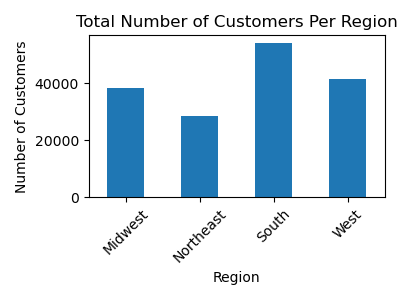 Total Number of Customers Per Region
Number of Customers
40000
20000
0
Midwest
Northeast
South
West
Region